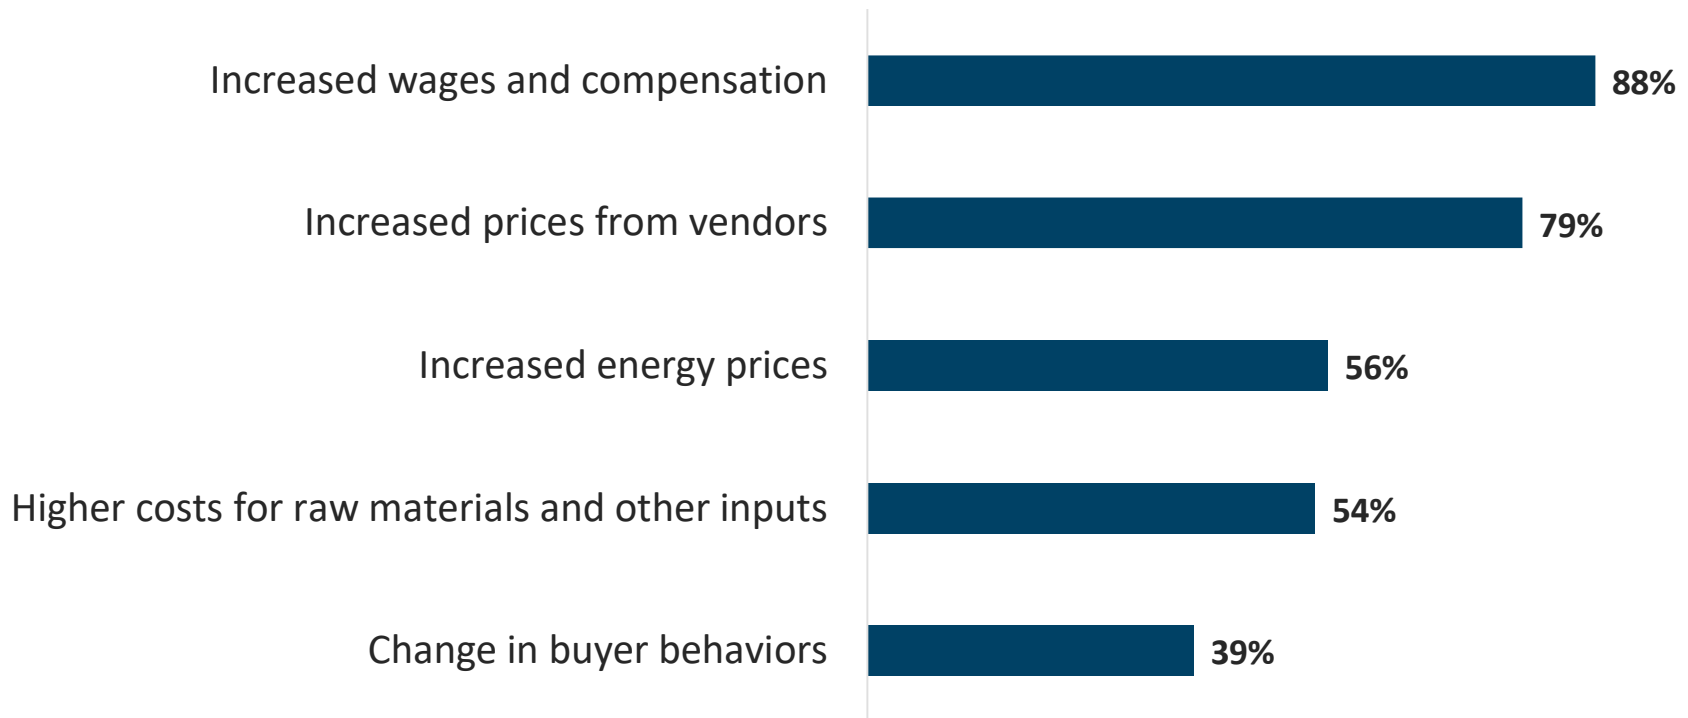 Increased wages and compensation 88%
Increased prices from vendors 79%
Increased energy prices 56%
Higher costs for raw materials and other inputs 54%
Change in buyer behaviors 39%